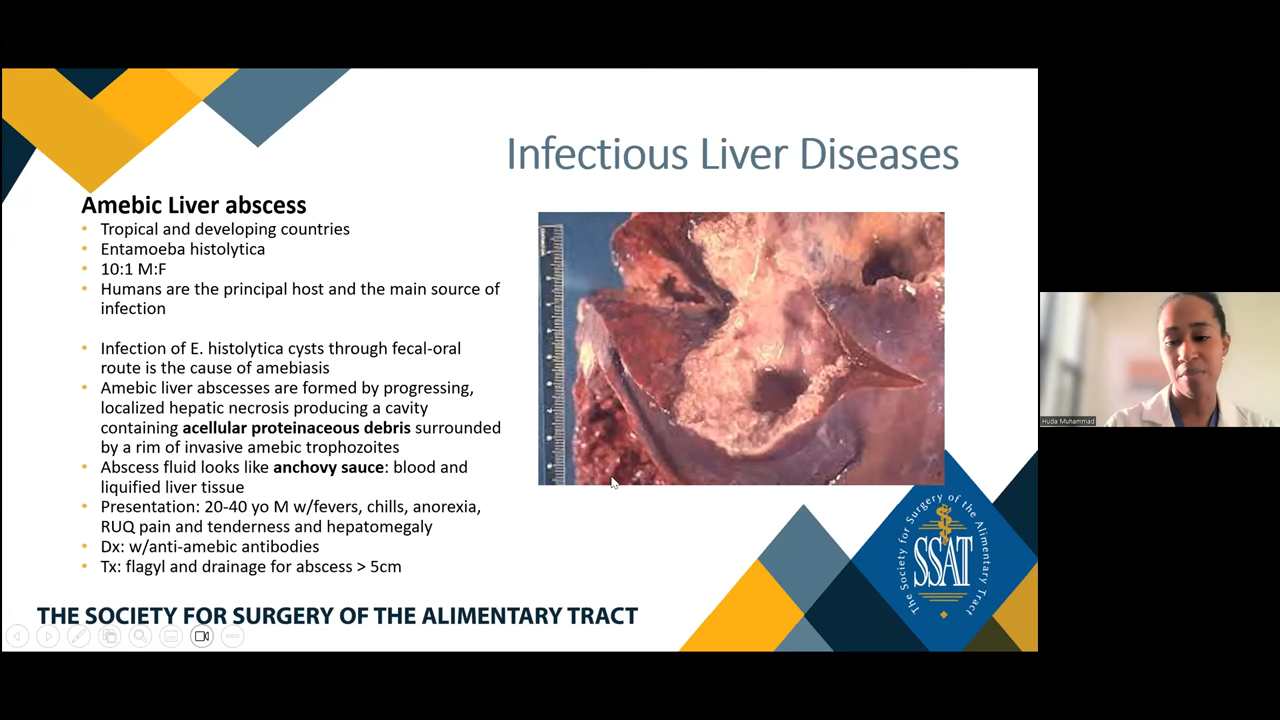 Infectious Liver Diseases
Amebic Liver abscess
• Tropical and developing countries
• Entamoeba histolytica
• 10:1 M:F
• Humans are the principal host and the main source of
infection
• Infection of E. histolytica cysts through fecal-oral
route is the cause of amebiasis
• Amebic liver abscesses are formed by progressing,
localized hepatic necrosis producing a cavity
containing acellular proteinaceous debris surrounded
by a rim of invasive amebic trophozoites
• Abscess fluid looks like anchovy sauce: blood and
liquified liver tissue
• Presentation: 20-40 yo M w/fevers, chills, anorexia,
RUQ pain and tenderness and hepatomegaly
• Dx: w/anti-amebic antibodies
• Tx: flagyl and drainage for abscess > 5cm
THE SOCIETY FOR SURGERY OF THE ALIMENTARY TRACT
The Society for Surgery of the Alimentary Tract
SSAT
Huda Muhammad